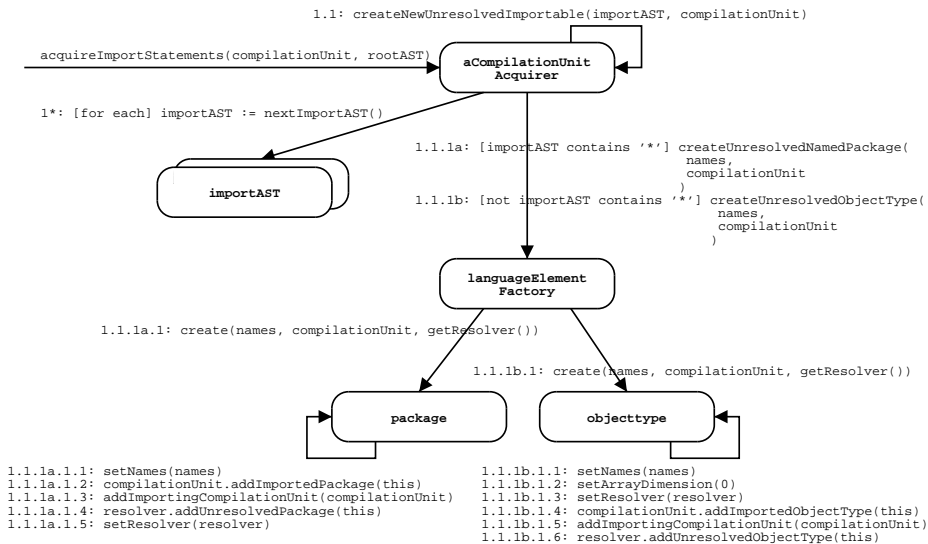 1.1: createNewUnresolvedImportable(importAST, compilationUnit)
acquireImportStatements(compilationUnit, rootAST)
aCompilationUnit
Acquirer
1*: [for each] importAST := nextImportAST()
1.1.1a: [importAST contains '*'] createUnresolvedNamedPackage(
names,
compilationUnit
)
importAST
1.1.1b: [not importAST contains '*'] createUnresolvedObjectType(
names,
compilationUnit
)
languageElement
Factory
1.1.1a.1: create(names, compilationUnit, getResolver())
1.1.1b.1: create(names, compilationUnit, getResolver())
package
objecttype
1.1.1a.1.1: setNames(names)
1.1.1a.1.2: compilationUnit.addImportedPackage(this)
1.1.1a.1.3: addImportingCompilationUnit(compilationUnit)
1.1.1a.1.4: resolver.addUnresolvedPackage(this)
1.1.1a.1.5: setResolver(resolver)
1.1.1b.1.1: setNames(names)
1.1.1b.1.2: setArrayDimension(0)
1.1.1b.1.3: setResolver(resolver)
1.1.1b.1.4: compilationUnit.addImportedObjectType(this)
1.1.1b.1.5: addImportingCompilationUnit(compilationUnit)
1.1.1b.1.6: resolver.addUnresolvedObjectType(this)